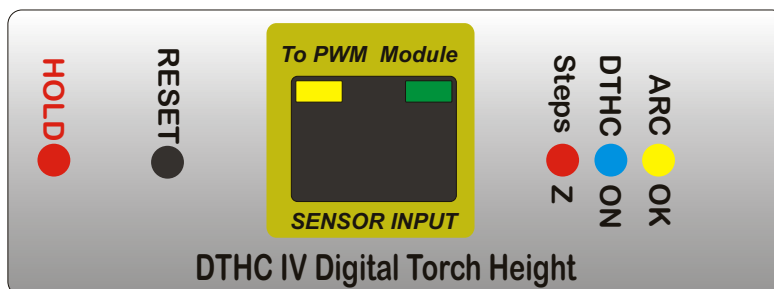 HOLD
RESET
To PWM Module
SENSOR INPUT
Steps Z
DTHC ON
ARC OK
DTHC IV Digital Torch Height